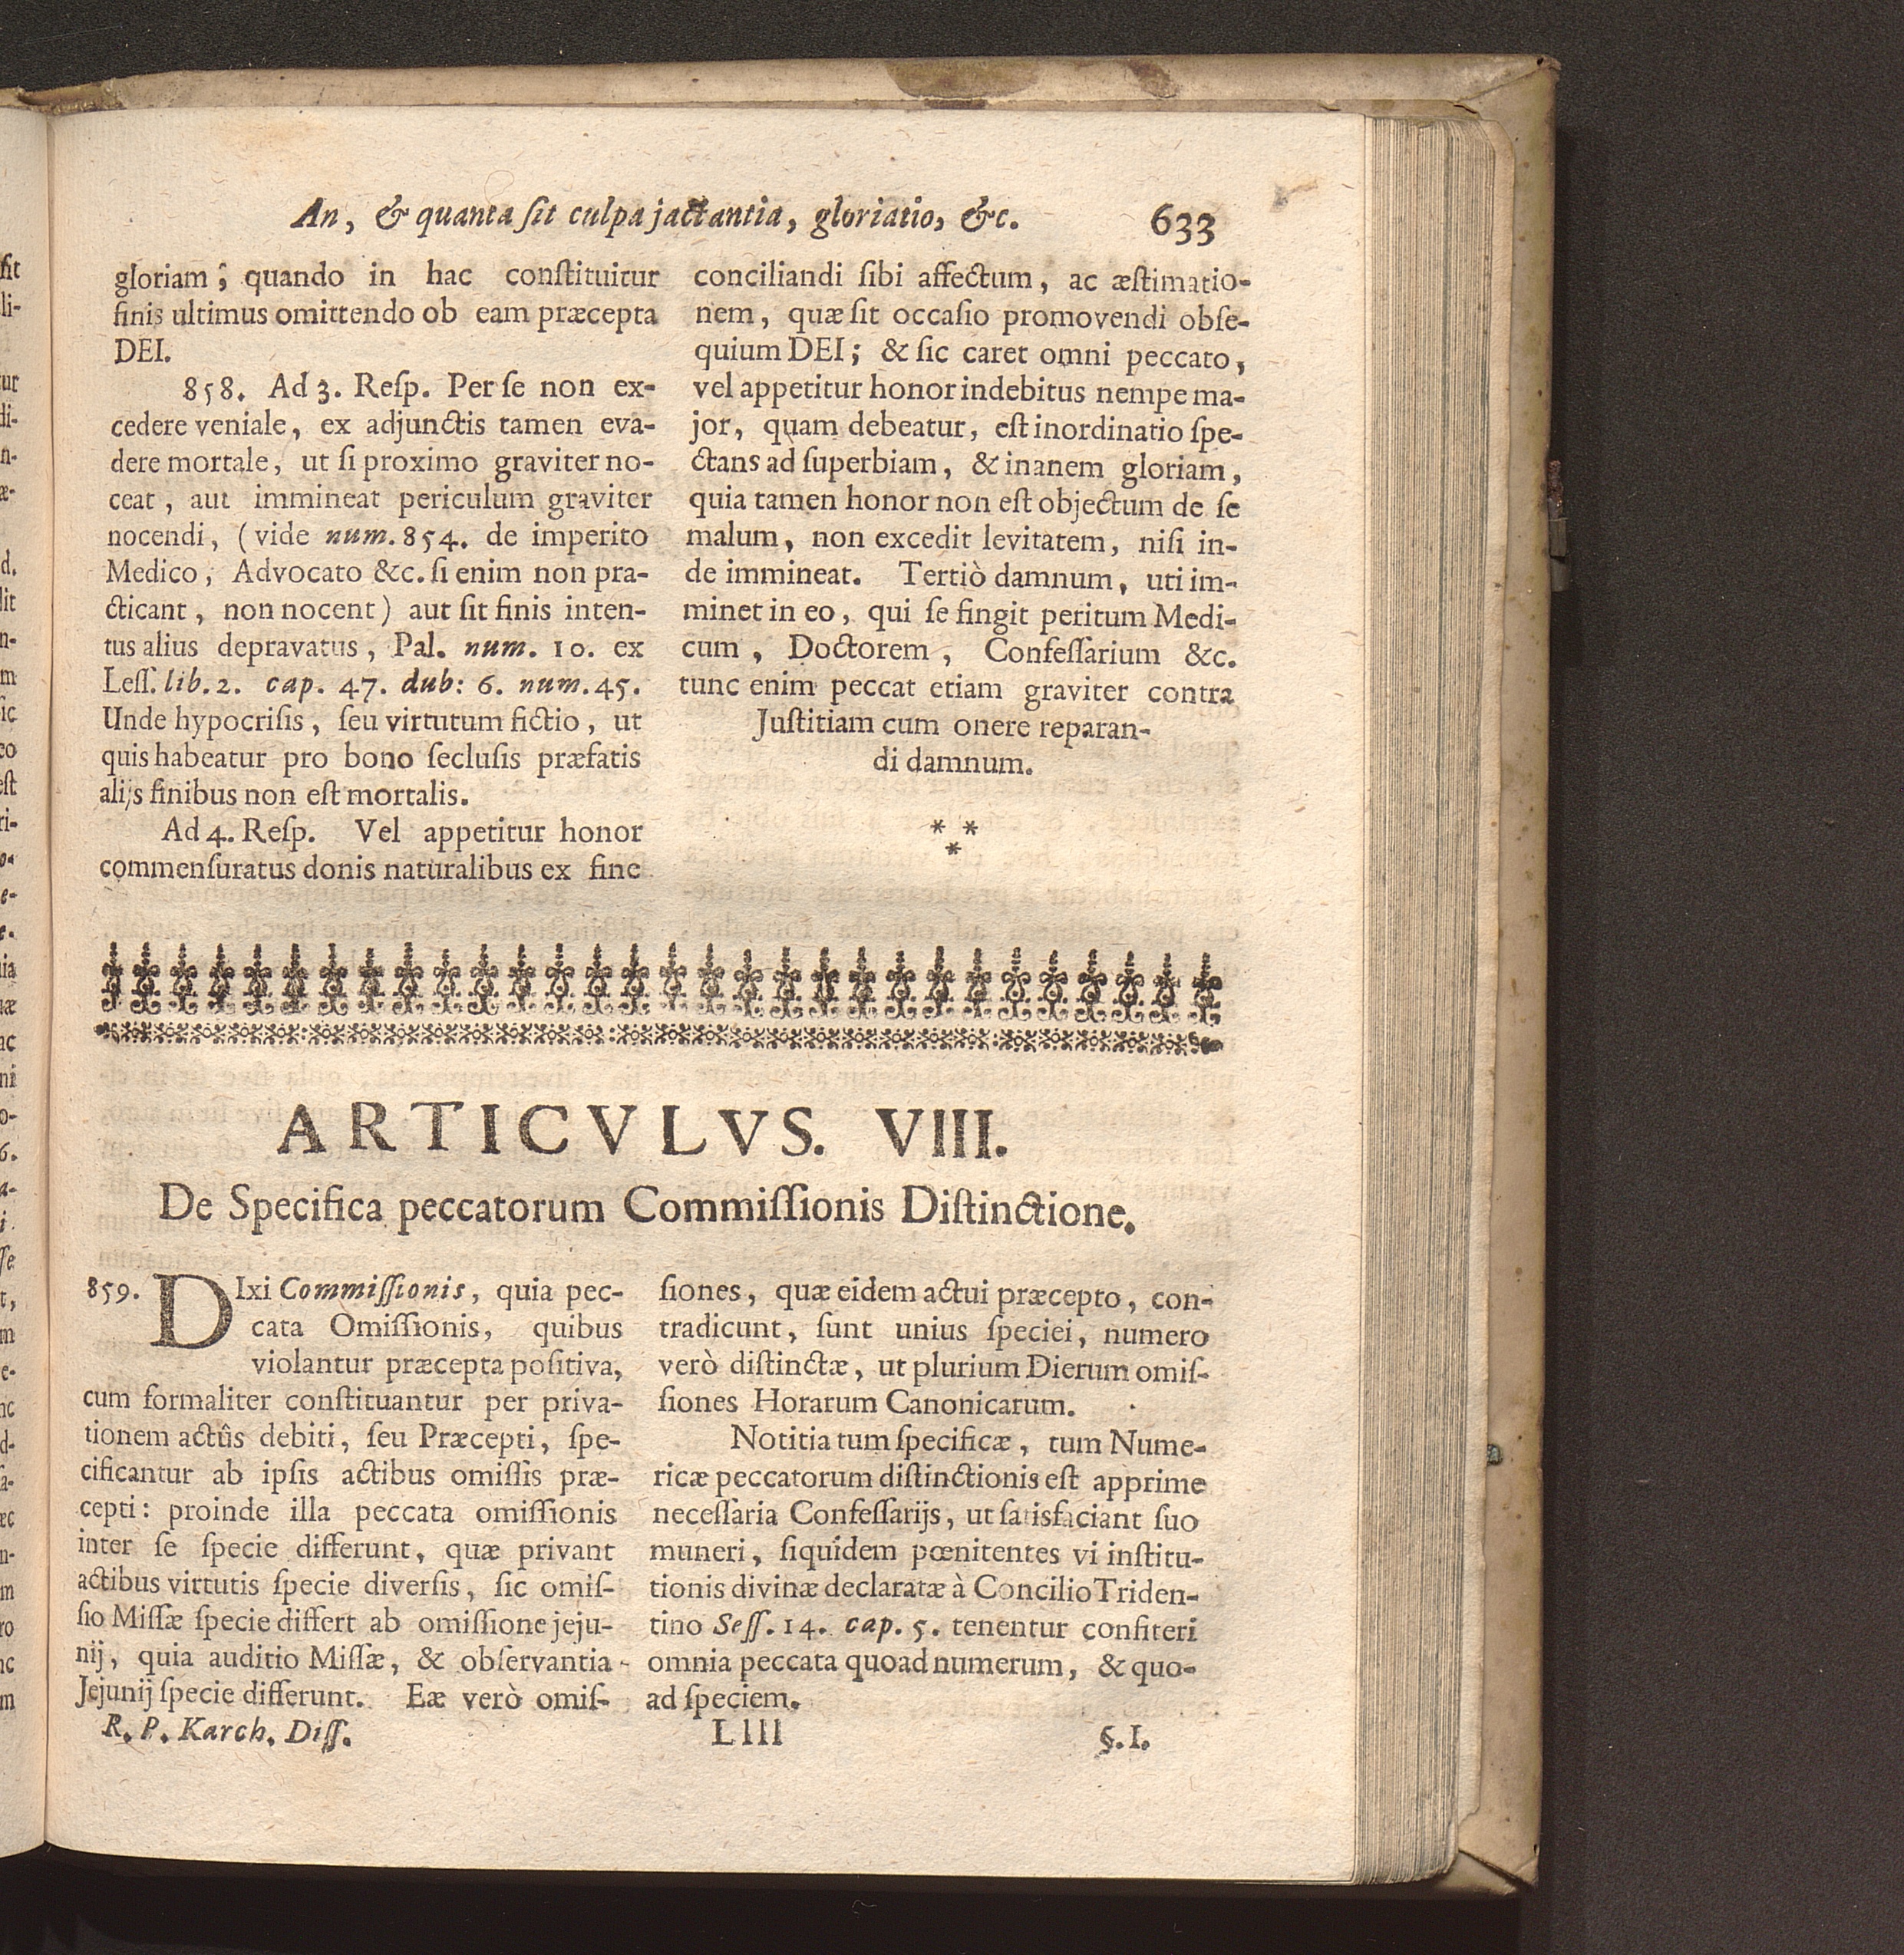 An, & quanta ſit culpa jactantia, gloriatio, &c. 633
gloriam; quando in hac conſtituitur
finis ultimus omittendo ob eam præcepta
DEI.
858. Ad 3. Reſp. Per ſe non ex-
cedere veniale, ex adjunctis tamen eva-
dere mortale, ut ſi proximo graviter no-
ceat, aut immineat periculum graviter
nocendi, (vide num. 854. de imperito
Medico, Advocato &c. ſi enim non pra-
cticant, non nocent) aut ſit finis inten-
tus alius depravatus, Pal. num. 10. ex
Leſſ. lib. 2. cap. 47. dub: 6. num. 45.
Unde hypocriſis, ſeu virtutum fictio, ut
quis habeatur pro bono ſecluſis præfatis
alijs finibus non eſt mortalis.
Ad 4. Reſp. Vel appetitur honor
commenſuratus donis naturalibus ex fine
conciliandi ſibi affectum, ac æſtimatio-
nem, quæ ſit occaſio promovendi obſe-
quium DEI; & ſic caret omni peccato,
vel appetitur honor indebitus nempe ma-
jor, quam debeatur, eſt inordinatio ſpe-
ctans ad ſuperbiam, & inanem gloriam,
quia tamen honor non eſt objectum de ſe
malum, non excedit levitatem, niſi in-
de immineat. Tertiò damnum, uti im-
minet in eo, qui ſe fingit peritum Medi-
cum, Doctorem, Confeſſarium &c.
tunc enim peccat etiam graviter contra
Juſtitiam cum onere reparan-
di damnum.
* *
*
ARTICVLVS. VIII.
De Specifica peccatorum Commiſſionis Diſtinctione.
859. DIxi Commiſſionis, quia pec-
cata Omiſſionis, quibus
violantur præcepta poſitiva,
cum formaliter conſtituantur per priva-
tionem actûs debiti, ſeu Præcepti, ſpe-
cificantur ab ipſis actibus omiſſis præ-
cepti: proinde illa peccata omiſſionis
inter ſe ſpecie differunt, quæ privant
actibus virtutis ſpecie diverſis, ſic omiſ-
ſio Miſſæ ſpecie differt ab omiſſione jeju-
nij, quia auditio Miſſæ, & obſervantia
Jejunij ſpecie differunt. Eæ verò omiſ-
ſiones, quæ eidem actui præcepto, con-
tradicunt, ſunt unius ſpeciei, numero
verò diſtinctæ, ut plurium Dierum omiſ-
ſiones Horarum Canonicarum.
Notitia tum ſpecificæ, tum Nume-
ricæ peccatorum diſtinctionis eſt apprime
neceſſaria Confeſſarijs, ut ſatisfaciant ſuo
muneri, ſiquidem pœnitentes vi inſtitu-
tionis divinæ declaratæ à Concilio Triden-
tino Seſſ. 14. cap. 5. tenentur confiteri
omnia peccata quoad numerum, & quo-
ad ſpeciem.
R. P. Karch. Diſſ. Llll §. I.